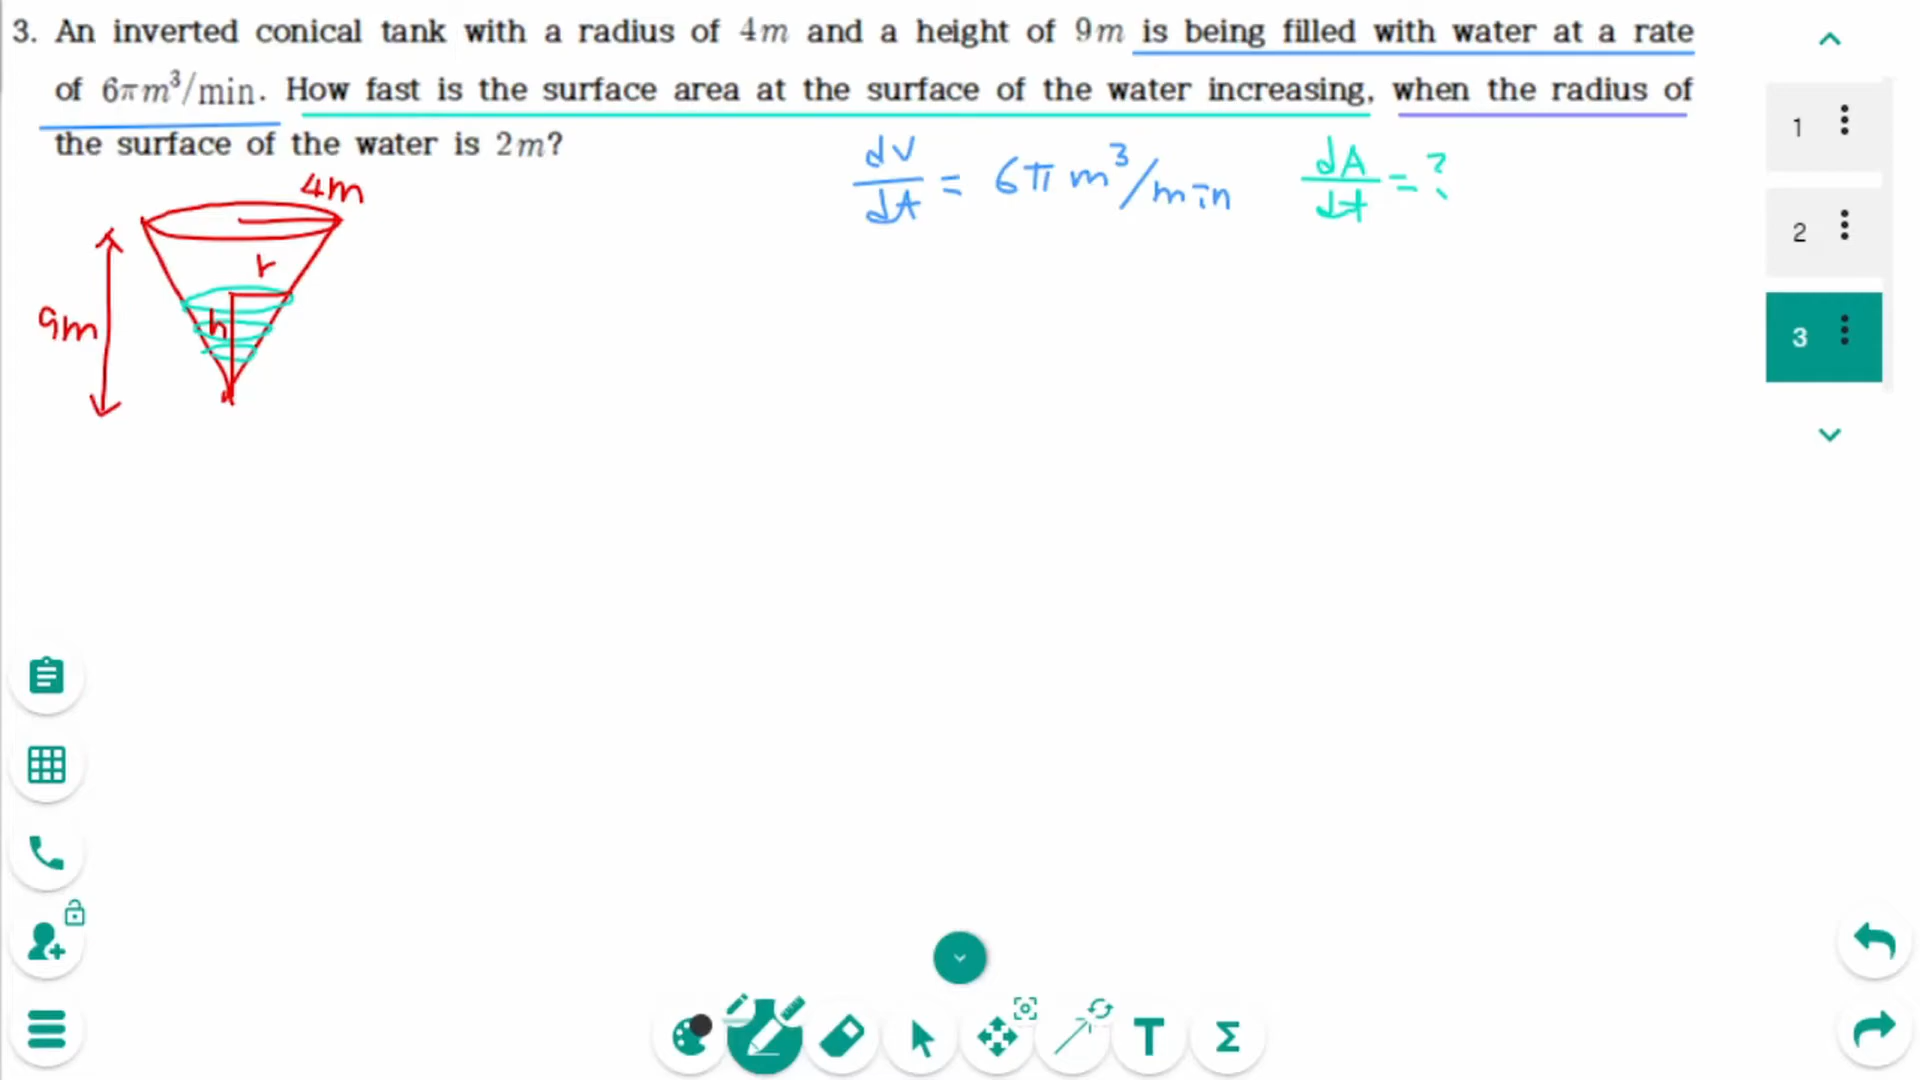 3. An inverted conical tank with a radius of 4m and a height of 9m is being filled with water at a rate
of 6πm³/min. How fast is the surface area at the surface of the water increasing, when the radius of
the surface of the water is 2m?
dV/dt = 6π m³/min
dA/dt = ?
4m
r
h
9m
1
2
3
T
Σ